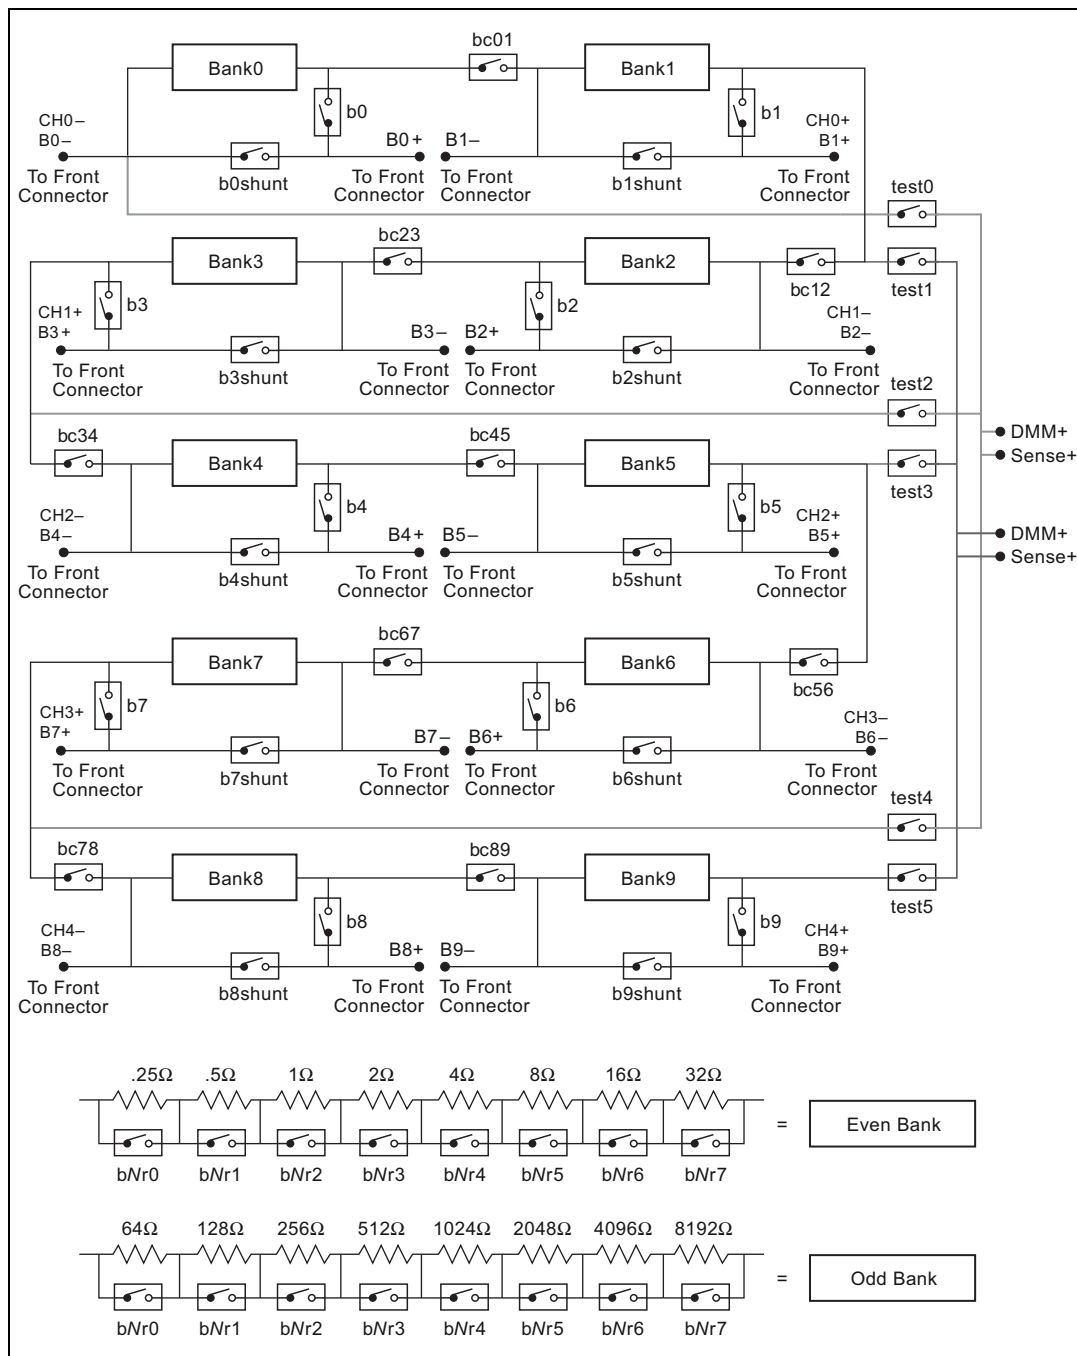 bc01
Bank0
Bank1
b0
b1
CH0–
B0–
B0+
B1–
CH0+
B1+
To Front
Connector
b0shunt
To Front
Connector
To Front
Connector
b1shunt
To Front
Connector
test0
bc23
Bank3
Bank2
bc12
test1
b3
b2
CH1+
B3+
B3–
B2+
CH1–
B2–
To Front
Connector
b3shunt
To Front
Connector
To Front
Connector
b2shunt
To Front
Connector
test2
bc34
bc45
DMM+
Sense+
Bank4
Bank5
test3
b4
b5
CH2–
B4–
B4+
B5–
CH2+
B5+
DMM+
Sense+
To Front
Connector
b4shunt
To Front
Connector
To Front
Connector
b5shunt
To Front
Connector
bc67
Bank7
Bank6
bc56
b7
b6
CH3+
B7+
B7–
B6+
CH3–
B6–
To Front
Connector
b7shunt
To Front
Connector
To Front
Connector
b6shunt
To Front
Connector
test4
bc78
bc89
Bank8
Bank9
test5
b8
b9
CH4–
B8–
B8+
B9–
CH4+
B9+
To Front
Connector
b8shunt
To Front
Connector
To Front
Connector
b9shunt
To Front
Connector
.25Ω .5Ω 1Ω 2Ω 4Ω 8Ω 16Ω 32Ω
= Even Bank
bNr0 bNr1 bNr2 bNr3 bNr4 bNr5 bNr6 bNr7
64Ω 128Ω 256Ω 512Ω 1024Ω 2048Ω 4096Ω 8192Ω
= Odd Bank
bNr0 bNr1 bNr2 bNr3 bNr4 bNr5 bNr6 bNr7